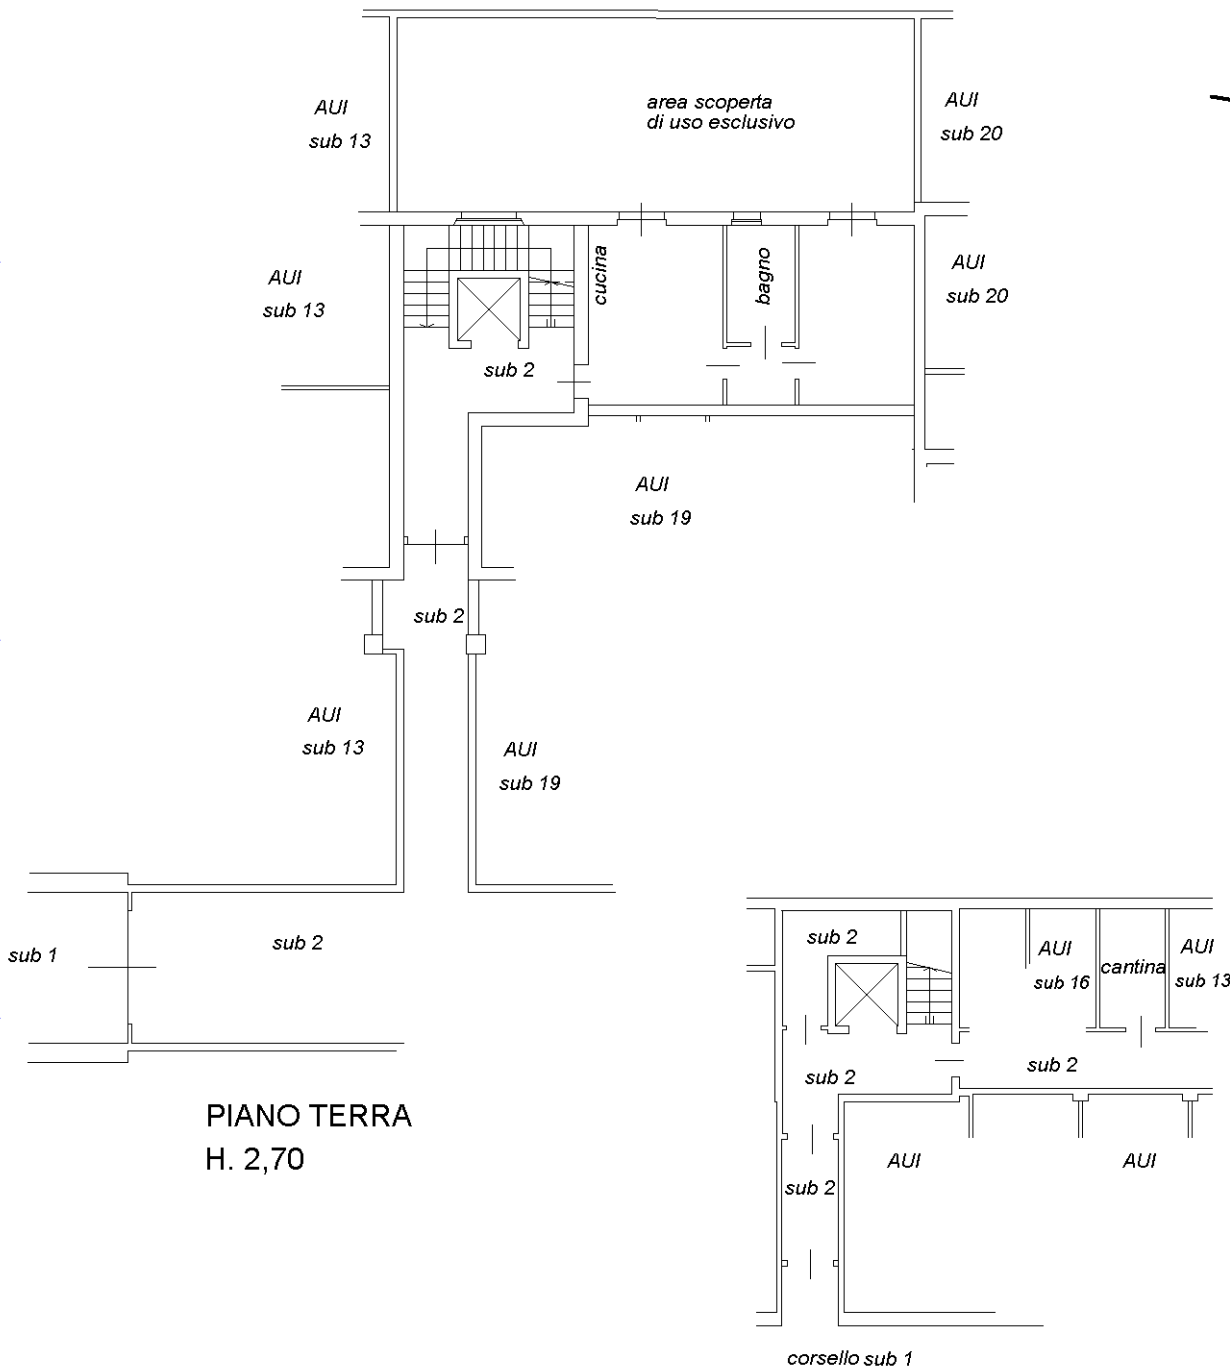 area scoperta
di uso esclusivo
AUI
sub 13
AUI
sub 20
AUI
sub 13
cucina
bagno
AUI
sub 20
sub 2
AUI
sub 19
sub 2
AUI
sub 13
AUI
sub 19
sub 1
sub 2
PIANO TERRA
H. 2,70
sub 2
AUI
sub 16
cantina
AUI
sub 13
sub 2
sub 2
AUI
AUI
sub 2
corsello sub 1